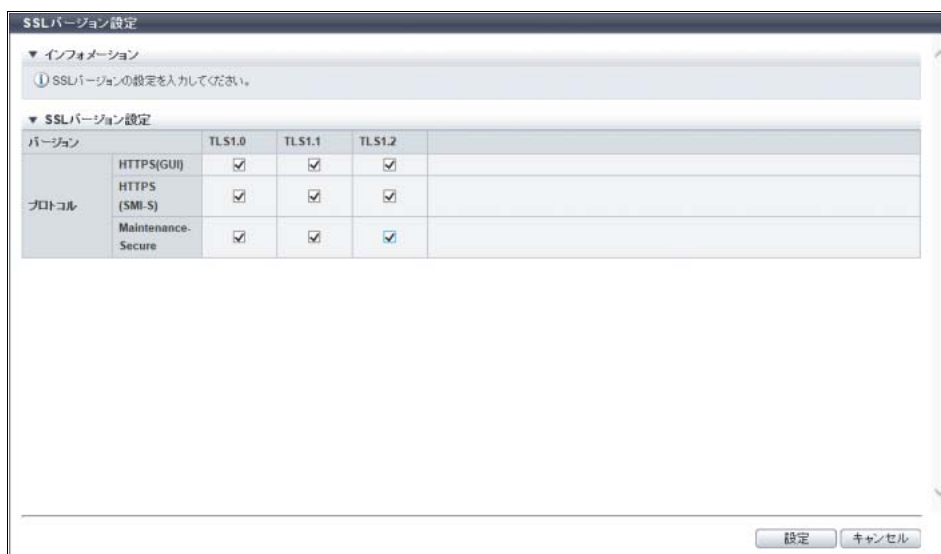 SSLバージョン設定
▼ インフォメーション
SSLバージョンの設定を入力してください。
▼ SSLバージョン設定
バージョン TLS1.0 TLS1.1 TLS1.2
プロトコル
HTTPS(GUI)
HTTPS
(SMI-S)
Maintenance-
Secure
設定 キャンセル